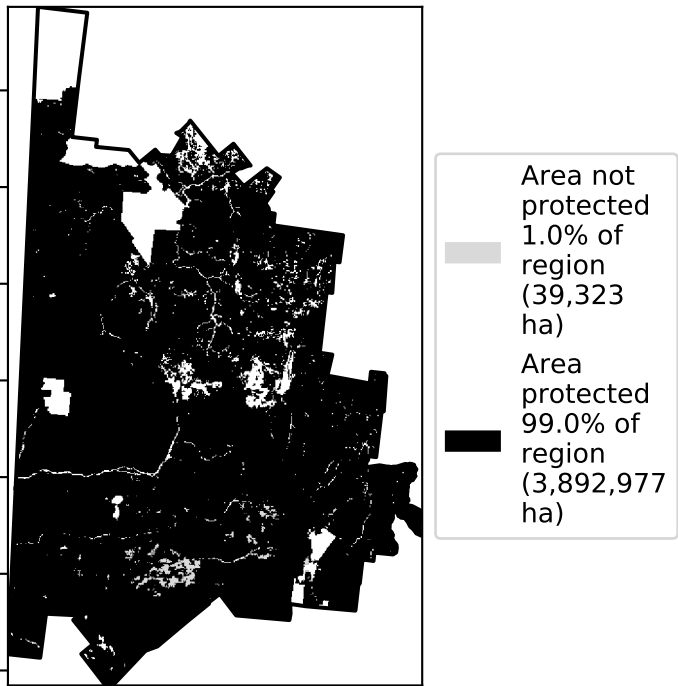 Area not
protected
1.0% of
region
(39,323
ha)
Area
protected
99.0% of
region
(3,892,977
ha)